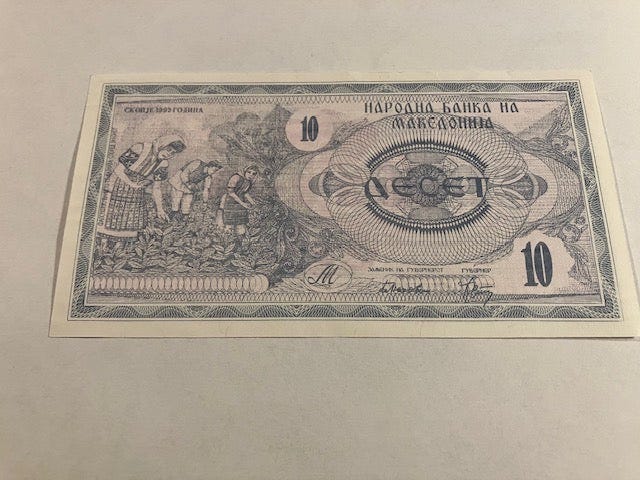 СКОПЈЕ 1992 ГОДИНА
НАРОДНА БАНКА НА
МАКЕДОНИЈА
10
ДЕСЕТ
М
ЗАМЕНИК НА ГУВЕРНЕРОТ ГУВЕРНЕР
10